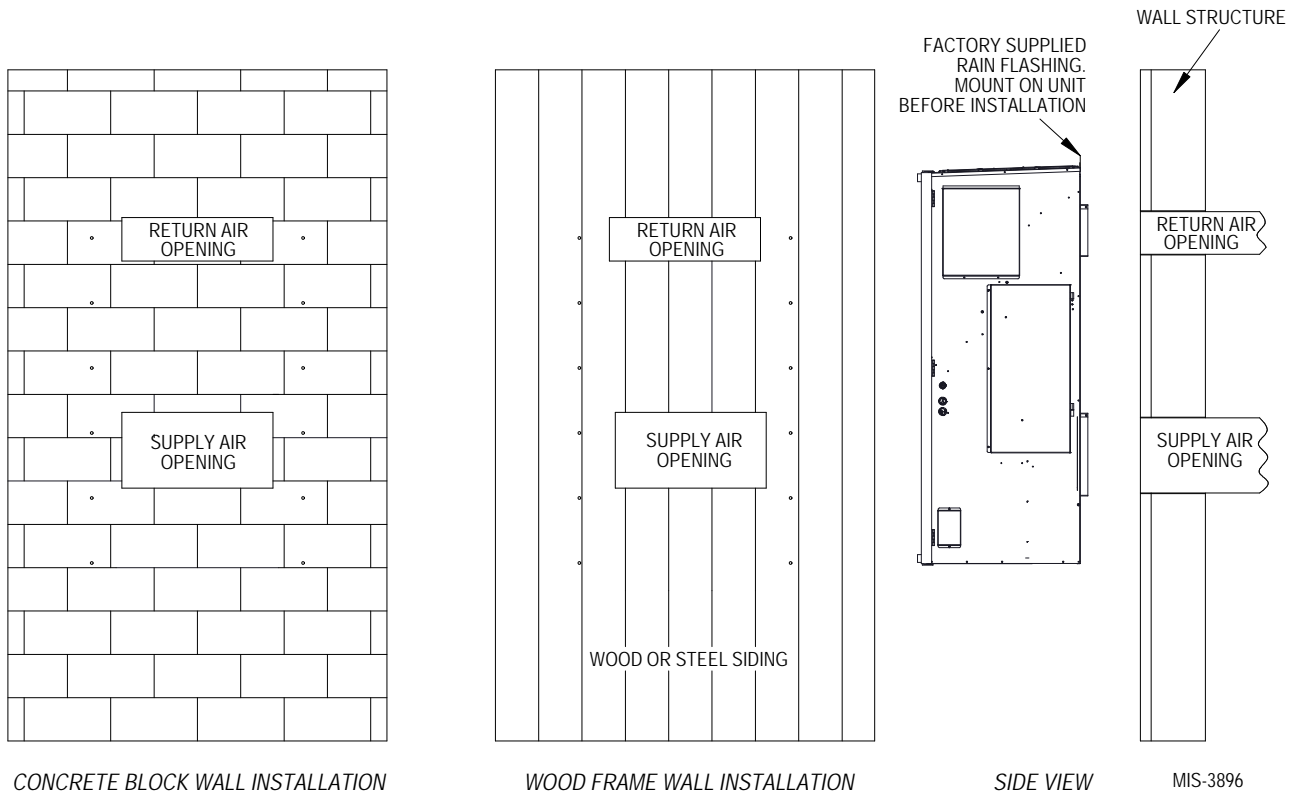 WALL STRUCTURE
FACTORY SUPPLIED
RAIN FLASHING.
MOUNT ON UNIT
BEFORE INSTALLATION
RETURN AIR
OPENING
RETURN AIR
OPENING
RETURN AIR
OPENING
SUPPLY AIR
OPENING
SUPPLY AIR
OPENING
SUPPLY AIR
OPENING
WOOD OR STEEL SIDING
CONCRETE BLOCK WALL INSTALLATION
WOOD FRAME WALL INSTALLATION
SIDE VIEW
MIS-3896